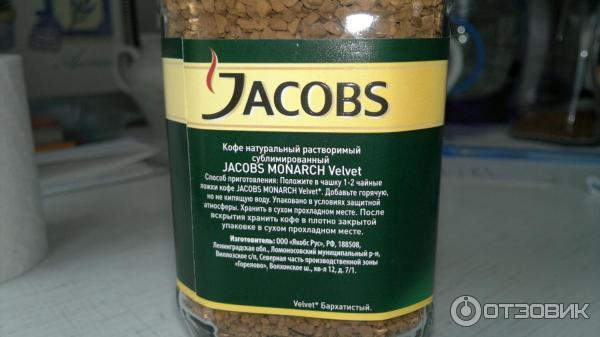 JACOBS
Кофе натуральный растворимый
сублимированный
JACOBS MONARCH Velvet
Способ приготовления: Положите в чашку 1-2 чайные
ложки кофе JACOBS MONARCH Velvet*. Добавьте горячую,
но не кипящую воду. Упаковано в условиях защитной
атмосферы. Хранить в сухом прохладном месте. После
вскрытия хранить кофе в плотно закрытой
упаковке в сухом прохладном месте.
Изготовитель: ООО «Якобс Рус», РФ, 188508,
Ленинградская обл., Ломоносовский муниципальный р-н,
Виллозское с/п, Северная часть производственной зоны
«Горелово», Волхонское ш., кв-л 12, д. 7/1.
Velvet* Бархатистый.
ОТЗОВИК